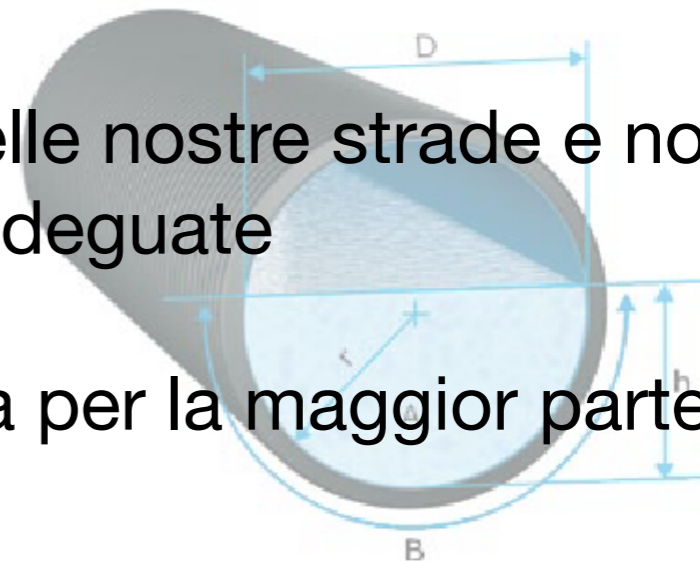 D
elle nostre strade e no
deguate
r
h
a per la maggior parte
A
B